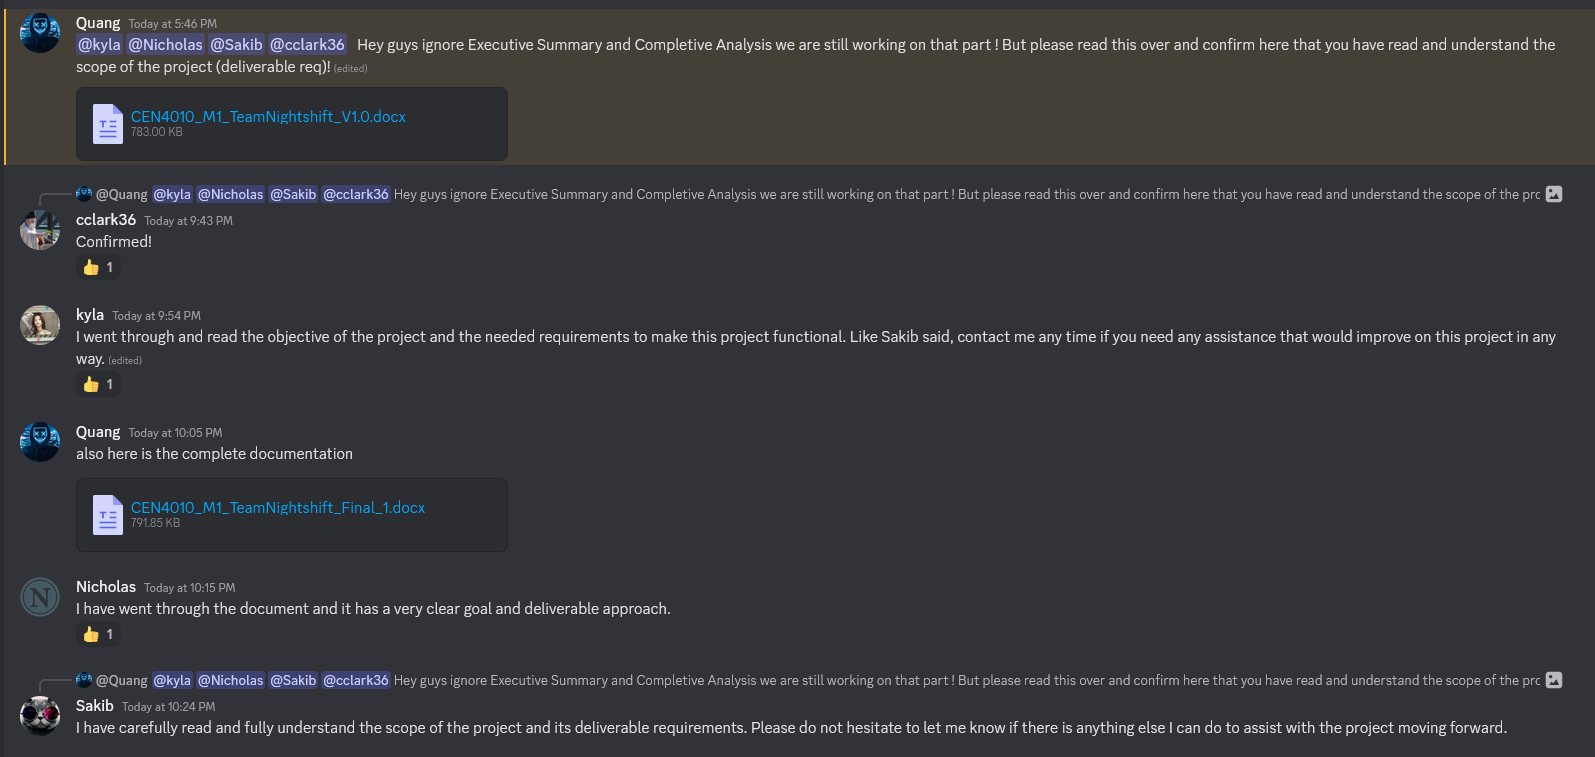 Quang Today at 5:46 PM
@kyla @Nicholas @Sakib @cclark36 Hey guys ignore Executive Summary and Completive Analysis we are still working on that part ! But please read this over and confirm here that you have read and understand the
scope of the project (deliverable req)! (edited)
CEN4010_M1_TeamNightshift_V1.0.docx
783.00 KB
@Quang @kyla @Nicholas @Sakib @cclark36 Hey guys ignore Executive Summary and Completive Analysis we are still working on that part ! But please read this over and confirm here that you have read and understand the scope of the pro
cclark36 Today at 9:43 PM
Confirmed!
👍 1
kyla Today at 9:54 PM
I went through and read the objective of the project and the needed requirements to make this project functional. Like Sakib said, contact me any time if you need any assistance that would improve on this project in any
way. (edited)
👍 1
Quang Today at 10:05 PM
also here is the complete documentation
CEN4010_M1_TeamNightshift_Final_1.docx
791.85 KB
N
Nicholas Today at 10:15 PM
I have went through the document and it has a very clear goal and deliverable approach.
👍 1
@Quang @kyla @Nicholas @Sakib @cclark36 Hey guys ignore Executive Summary and Completive Analysis we are still working on that part ! But please read this over and confirm here that you have read and understand the scope of the pro
Sakib Today at 10:24 PM
I have carefully read and fully understand the scope of the project and its deliverable requirements. Please do not hesitate to let me know if there is anything else I can do to assist with the project moving forward.